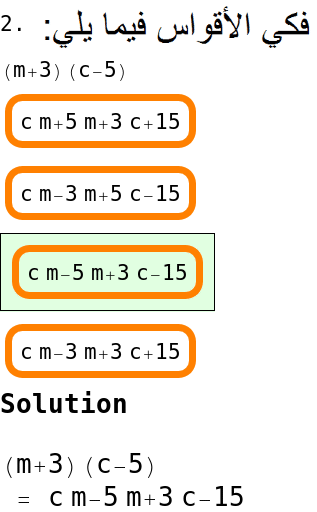 2. فكي الأقواس فيما يلي:
(m+3)(c−5)
c m+5 m+3 c+15
c m−3 m+5 c−15
c m−5 m+3 c−15
c m−3 m+3 c+15
Solution
(m+3)(c−5)
= c m−5 m+3 c−15